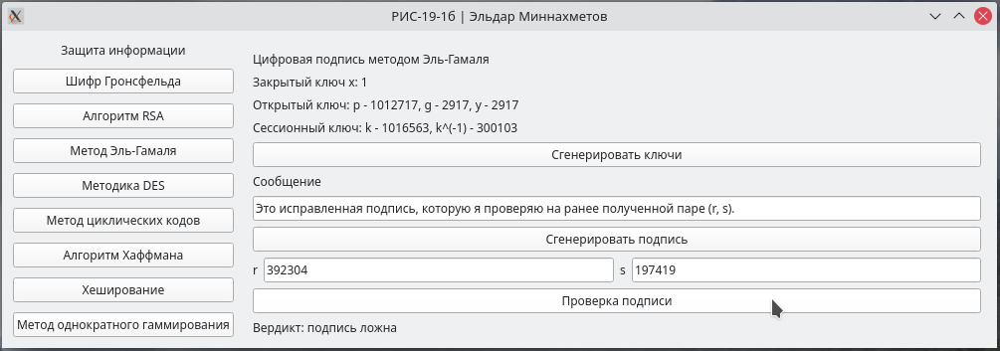 РИС-19-1б | Эльдар Миннахметов
Защита информации
Шифр Гронсфельда
Алгоритм RSA
Метод Эль-Гамаля
Методика DES
Метод циклических кодов
Алгоритм Хаффмана
Хеширование
Метод однократного гаммирования
Цифровая подпись методом Эль-Гамаля
Закрытый ключ x: 1
Открытый ключ: p - 1012717, g - 2917, y - 2917
Сессионный ключ: k - 1016563, k^(-1) - 300103
Сгенерировать ключи
Сообщение
Это исправленная подпись, которую я проверяю на ранее полученной паре (r, s).
Сгенерировать подпись
r 392304 s 197419
Проверка подписи
Вердикт: подпись ложна